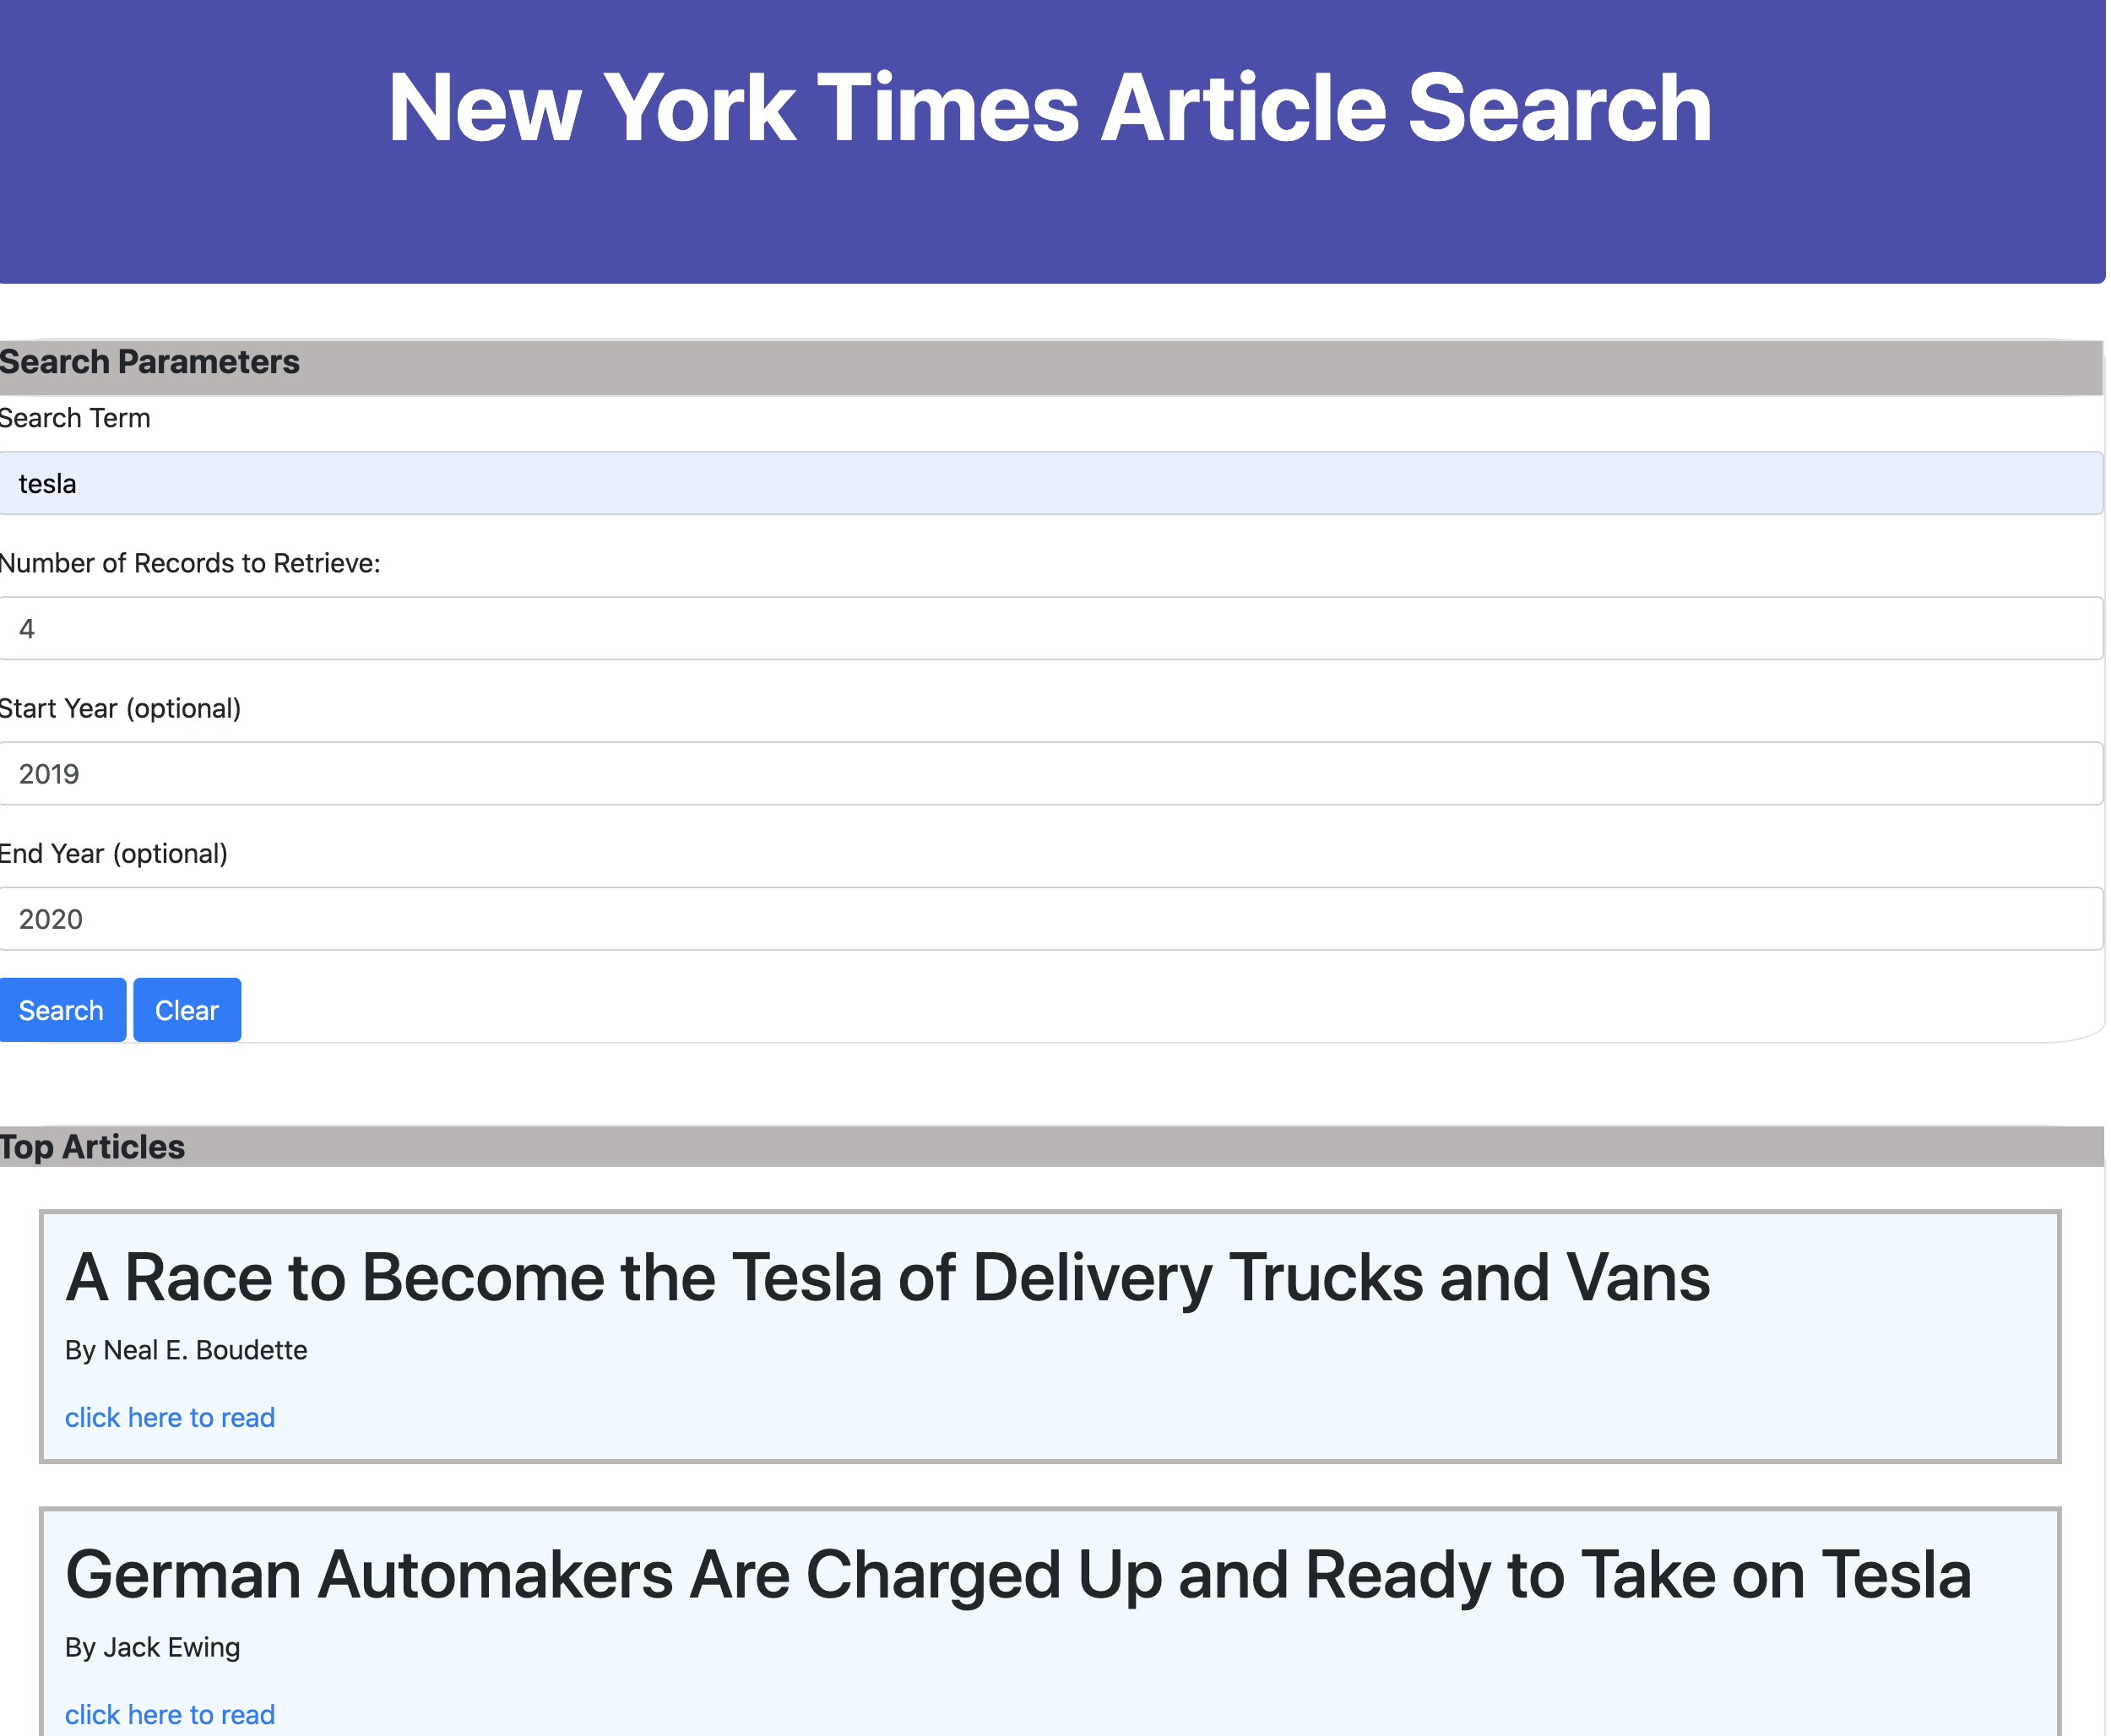 New York Times Article Search
Search Parameters
Search Term
tesla
Number of Records to Retrieve:
4
Start Year (optional)
2019
End Year (optional)
2020
Search Clear
Top Articles
A Race to Become the Tesla of Delivery Trucks and Vans
By Neal E. Boudette
click here to read
German Automakers Are Charged Up and Ready to Take on Tesla
By Jack Ewing
click here to read